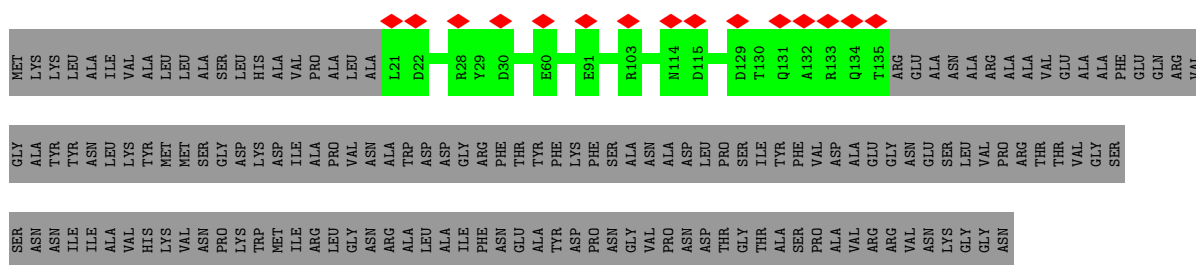 MET LYS LYS LEU ALA ILE VAL ALA LEU LEU ALA SER LEU HIS ALA VAL PRO ALA LEU ALA L21 D22 R28 Y29 D30 E60 E91 R103 N114 D115 D129 T130 Q131 A132 R133 Q134 T135 ARG GLU ALA ASN ALA ARG ALA ALA VAL GLU ALA ALA PHE GLU GLN ARG VAL
GLY ALA TYR TYR ASN LEU LYS TYR MET MET SER GLY ASP LYS ASP ILE ALA PRO VAL ASN ALA TRP ASP ASP GLY ARG PHE THR TYR PHE LYS PHE SER ALA ASN ALA ASP LEU PRO SER ILE TYR PHE VAL ASP ALA GLU GLY ASN GLU SER LEU VAL PRO ARG THR THR VAL GLY SER
SER ASN ASN ILE ILE ALA VAL HIS LYS VAL ASN PRO LYS TRP MET ILE ARG LEU GLY ASN ARG ALA LEU ALA ILE PHE ASN GLU ALA TYR ASP PRO ASN GLY VAL PRO ASN ASP THR GLY THR ALA SER PRO ALA VAL ARG ARG VAL ASN LYS GLY GLY ASN